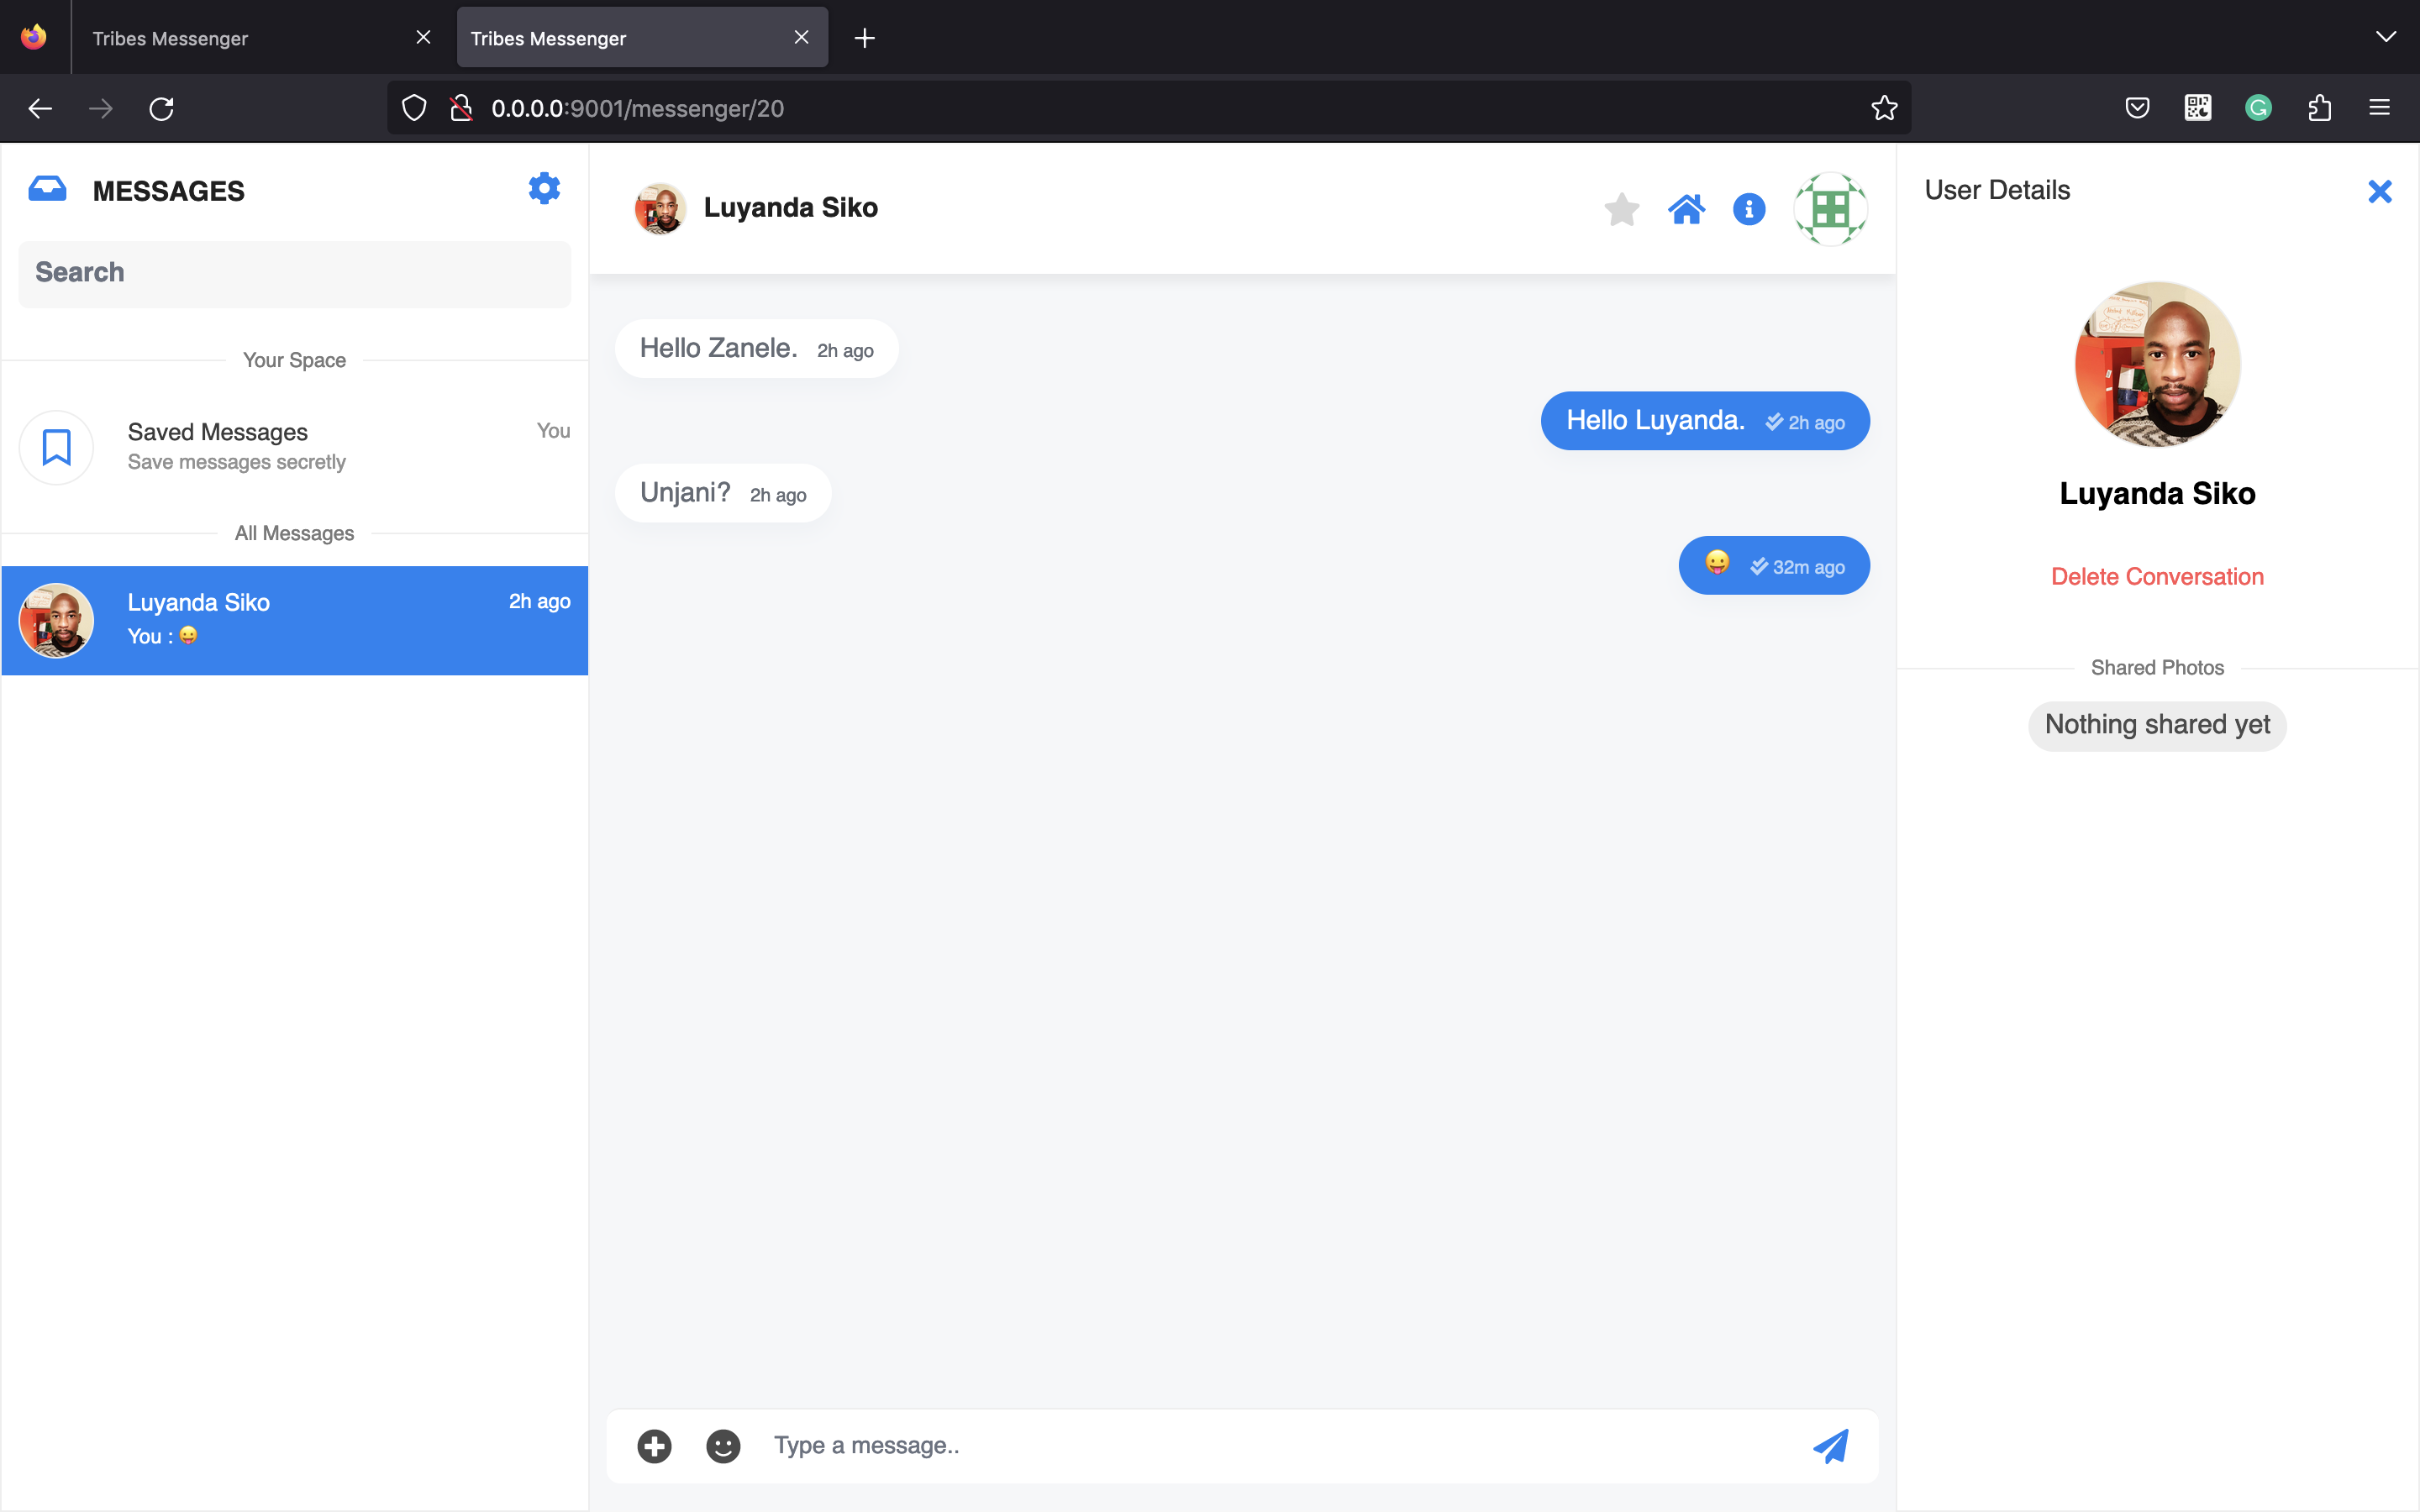 Tribes Messenger
Tribes Messenger
0.0.0.0:9001/messenger/20
MESSAGES
Search
Your Space
Saved Messages
You
Save messages secretly
All Messages
Luyanda Siko
2h ago
You : 😛
Luyanda Siko
Hello Zanele. 2h ago
Hello Luyanda. 2h ago
Unjani? 2h ago
😛 32m ago
Type a message..
User Details
Luyanda Siko
Delete Conversation
Shared Photos
Nothing shared yet